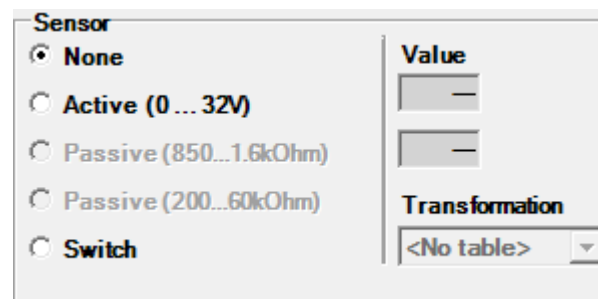 Sensor
None
Active (0 ... 32V)
Passive (850...1.6kOhm)
Passive (200...60kOhm)
Switch
Value
—
—
Transformation
<No table>